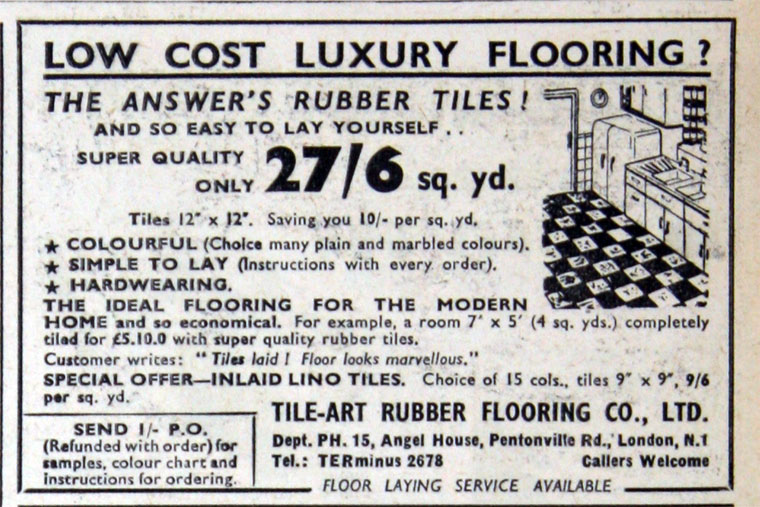 LOW COST LUXURY FLOORING?
THE ANSWER'S RUBBER TILES!
AND SO EASY TO LAY YOURSELF . .
SUPER QUALITY
ONLY 27/6 sq. yd.
Tiles 12″ x 12″. Saving you 10/- per sq. yd.
★ COLOURFUL (Choice many plain and marbled colours).
★ SIMPLE TO LAY (Instructions with every order).
★ HARDWEARING.
THE IDEAL FLOORING FOR THE MODERN
HOME and so economical. For example, a room 7′ x 5′ (4 sq. yds.) completely
tiled for £5.10.0 with super quality rubber tiles.
Customer writes: "Tiles laid! Floor looks marvellous."
SPECIAL OFFER—INLAID LINO TILES. Choice of 15 cols., tiles 9″ x 9″, 9/6
per sq. yd.
SEND 1/- P.O.
(Refunded with order) for
samples, colour chart and
instructions for ordering.
TILE-ART RUBBER FLOORING CO., LTD.
Dept. PH. 15, Angel House, Pentonville Rd., London, N.1
Tel.: TERminus 2678 Callers Welcome
FLOOR LAYING SERVICE AVAILABLE